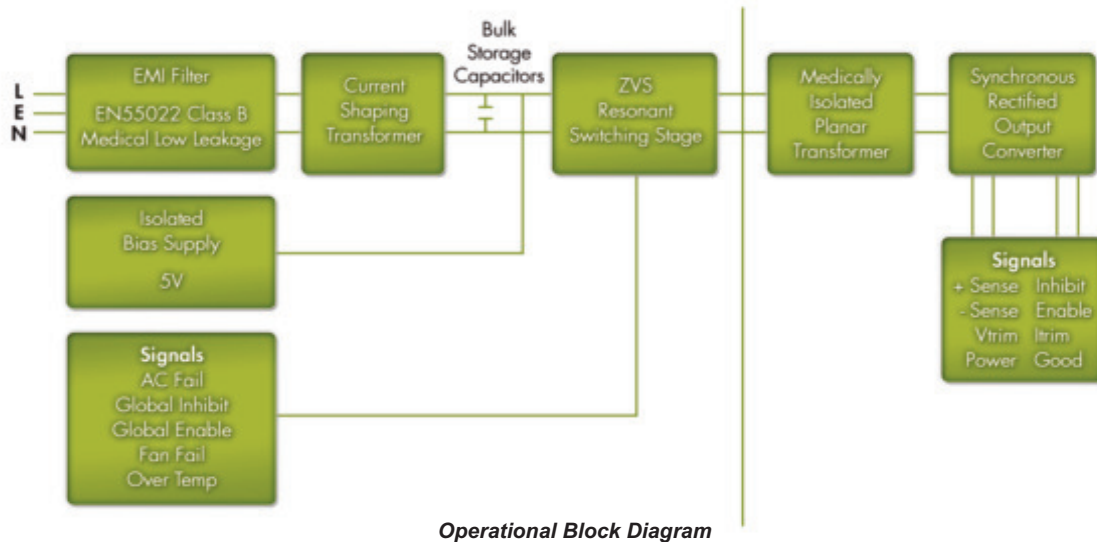 L
E
N
EMI Filter
EN55022 Class B
Medical Low Leakage
Current
Shaping
Transformer
Bulk
Storage
Capacitors
ZVS
Resonant
Switching Stage
Medically
Isolated
Planar
Transformer
Synchronous
Rectified
Output
Converter
Isolated
Bias Supply
5V
Signals
AC Fail
Global Inhibit
Global Enable
Fan Fail
Over Temp
Signals
+ Sense Inhibit
- Sense Enable
Vtrim Itrim
Power Good
Operational Block Diagram